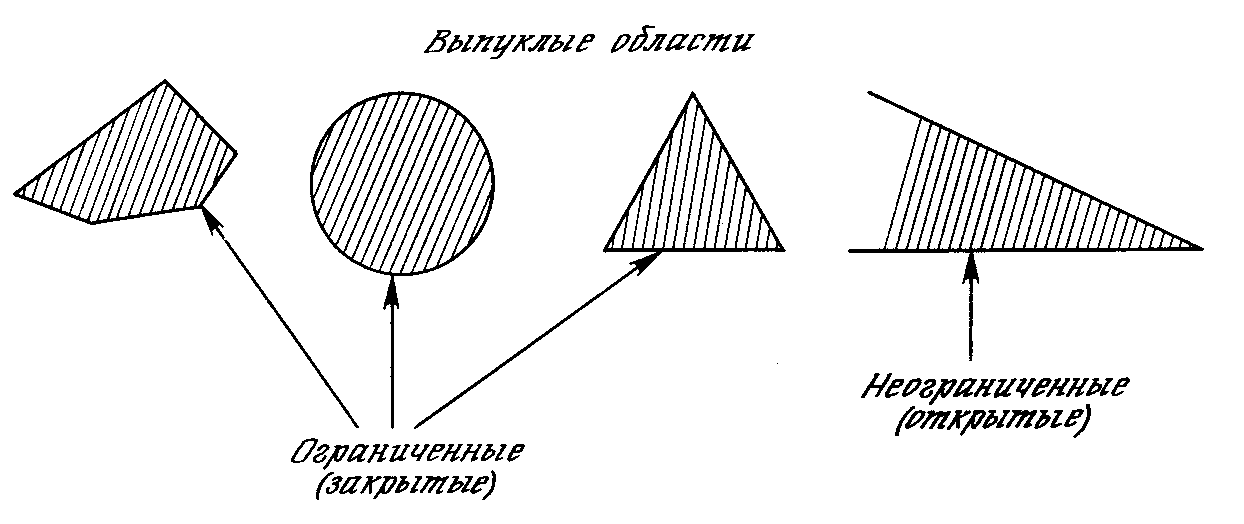 Выпуклые области
Неограниченные
(открытые)
Ограниченные
(закрытые)